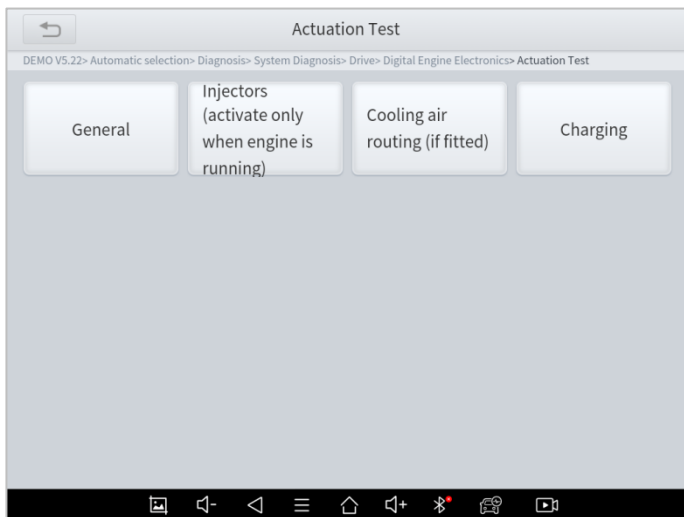 Actuation Test
DEMO V5.22> Automatic selection> Diagnosis> System Diagnosis> Drive> Digital Engine Electronics> Actuation Test
General
Injectors
(activate only
when engine is
running)
Cooling air
routing (if fitted)
Charging